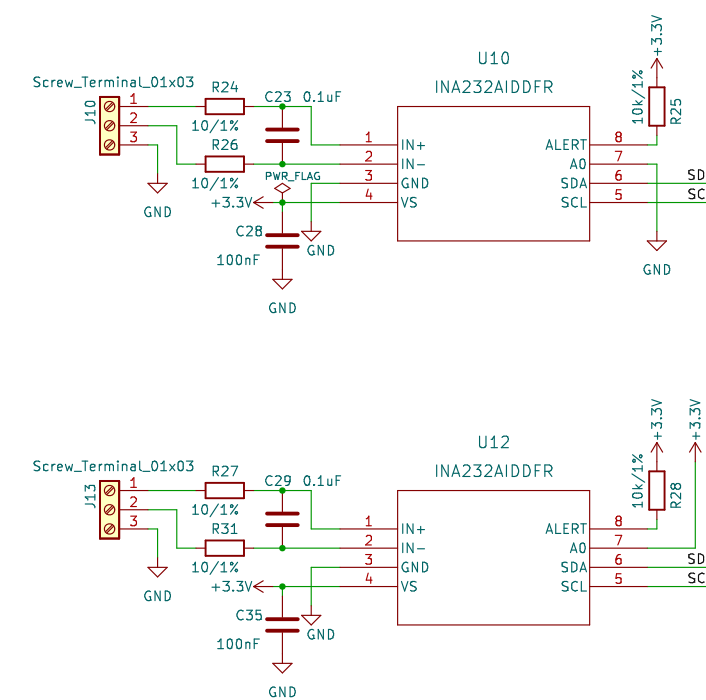 +3.3V
U10
INA232AIDDFR
Screw_Terminal_01x03
J10
1
2
3
GND
R24
10/1%
R26
10/1%
C23 0.1uF
PWR_FLAG
+3.3V
C28
100nF
GND
GND
1 IN+
2 IN-
3 GND
4 VS
ALERT 8
A0 7
SDA 6
SCL 5
10k/1%
R25
SD
SC
GND
+3.3V
+3.3V
U12
INA232AIDDFR
Screw_Terminal_01x03
J13
1
2
3
GND
R27
10/1%
R31
10/1%
C29 0.1uF
+3.3V
C35
100nF
GND
GND
1 IN+
2 IN-
3 GND
4 VS
ALERT 8
A0 7
SDA 6
SCL 5
10k/1%
R28
SD
SC